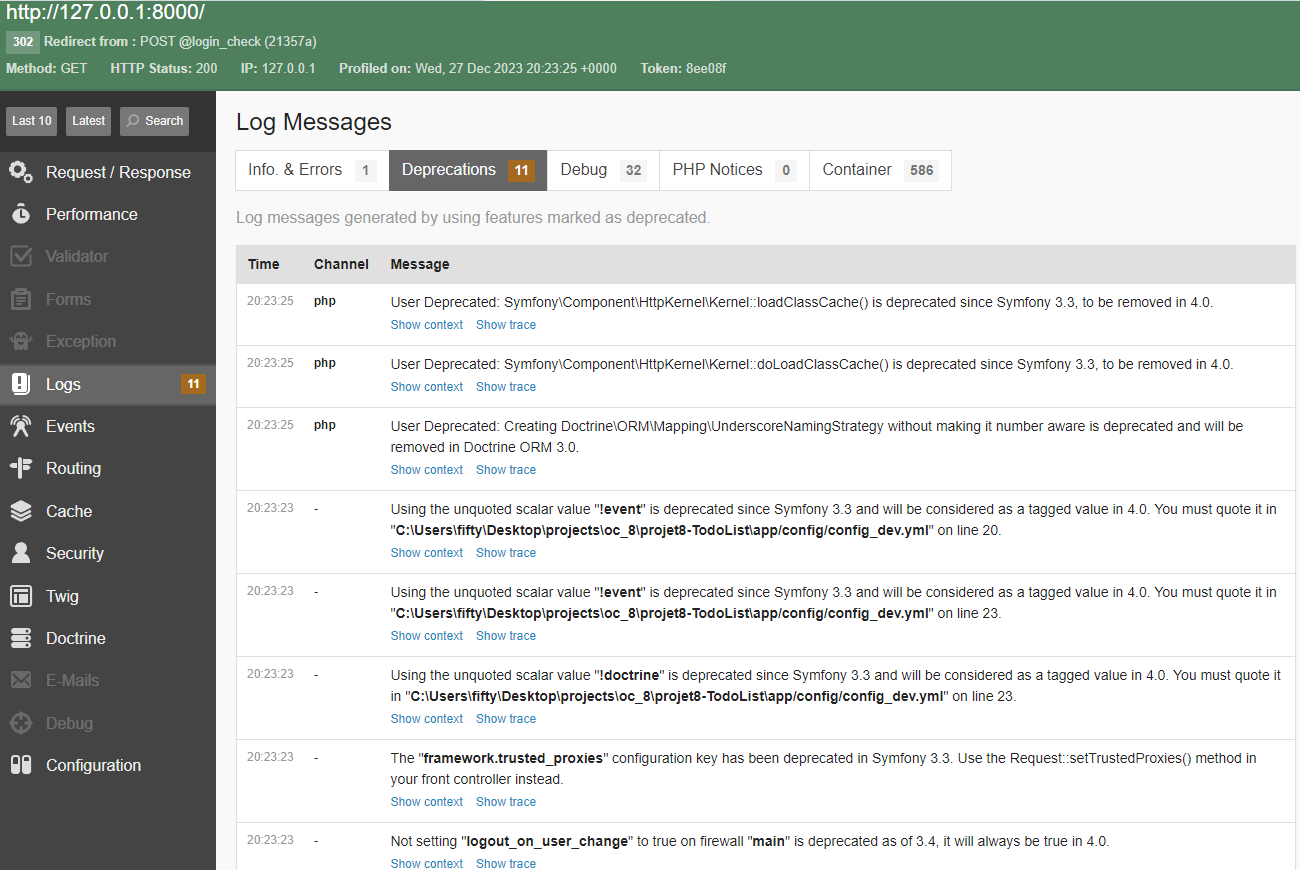 http://127.0.0.1:8000/
302 Redirect from : POST @login_check (21357a)
Method: GET HTTP Status: 200 IP: 127.0.0.1 Profiled on: Wed, 27 Dec 2023 20:23:25 +0000 Token: 8ee08f
Last 10 Latest Search
Request / Response
Performance
Validator
Forms
Exception
Logs 11
Events
Routing
Cache
Security
Twig
Doctrine
E-Mails
Debug
Configuration
Log Messages
Info. & Errors 1 Deprecations 11 Debug 32 PHP Notices 0 Container 586
Log messages generated by using features marked as deprecated.
Time Channel Message
20:23:25 php User Deprecated: Symfony\Component\HttpKernel\Kernel::loadClassCache() is deprecated since Symfony 3.3, to be removed in 4.0.
Show context Show trace
20:23:25 php User Deprecated: Symfony\Component\HttpKernel\Kernel::doLoadClassCache() is deprecated since Symfony 3.3, to be removed in 4.0.
Show context Show trace
20:23:25 php User Deprecated: Creating Doctrine\ORM\Mapping\UnderscoreNamingStrategy without making it number aware is deprecated and will be
removed in Doctrine ORM 3.0.
Show context Show trace
20:23:23 - Using the unquoted scalar value "!event" is deprecated since Symfony 3.3 and will be considered as a tagged value in 4.0. You must quote it in
"C:\Users\fifty\Desktop\projects\oc_8\projet8-TodoList\app/config/config_dev.yml" on line 20.
Show context Show trace
20:23:23 - Using the unquoted scalar value "!event" is deprecated since Symfony 3.3 and will be considered as a tagged value in 4.0. You must quote it in
"C:\Users\fifty\Desktop\projects\oc_8\projet8-TodoList\app/config/config_dev.yml" on line 23.
Show context Show trace
20:23:23 - Using the unquoted scalar value "!doctrine" is deprecated since Symfony 3.3 and will be considered as a tagged value in 4.0. You must quote it
in "C:\Users\fifty\Desktop\projects\oc_8\projet8-TodoList\app/config/config_dev.yml" on line 23.
Show context Show trace
20:23:23 - The "framework.trusted_proxies" configuration key has been deprecated in Symfony 3.3. Use the Request::setTrustedProxies() method in
your front controller instead.
Show context Show trace
20:23:23 - Not setting "logout_on_user_change" to true on firewall "main" is deprecated as of 3.4, it will always be true in 4.0.
Show context Show trace